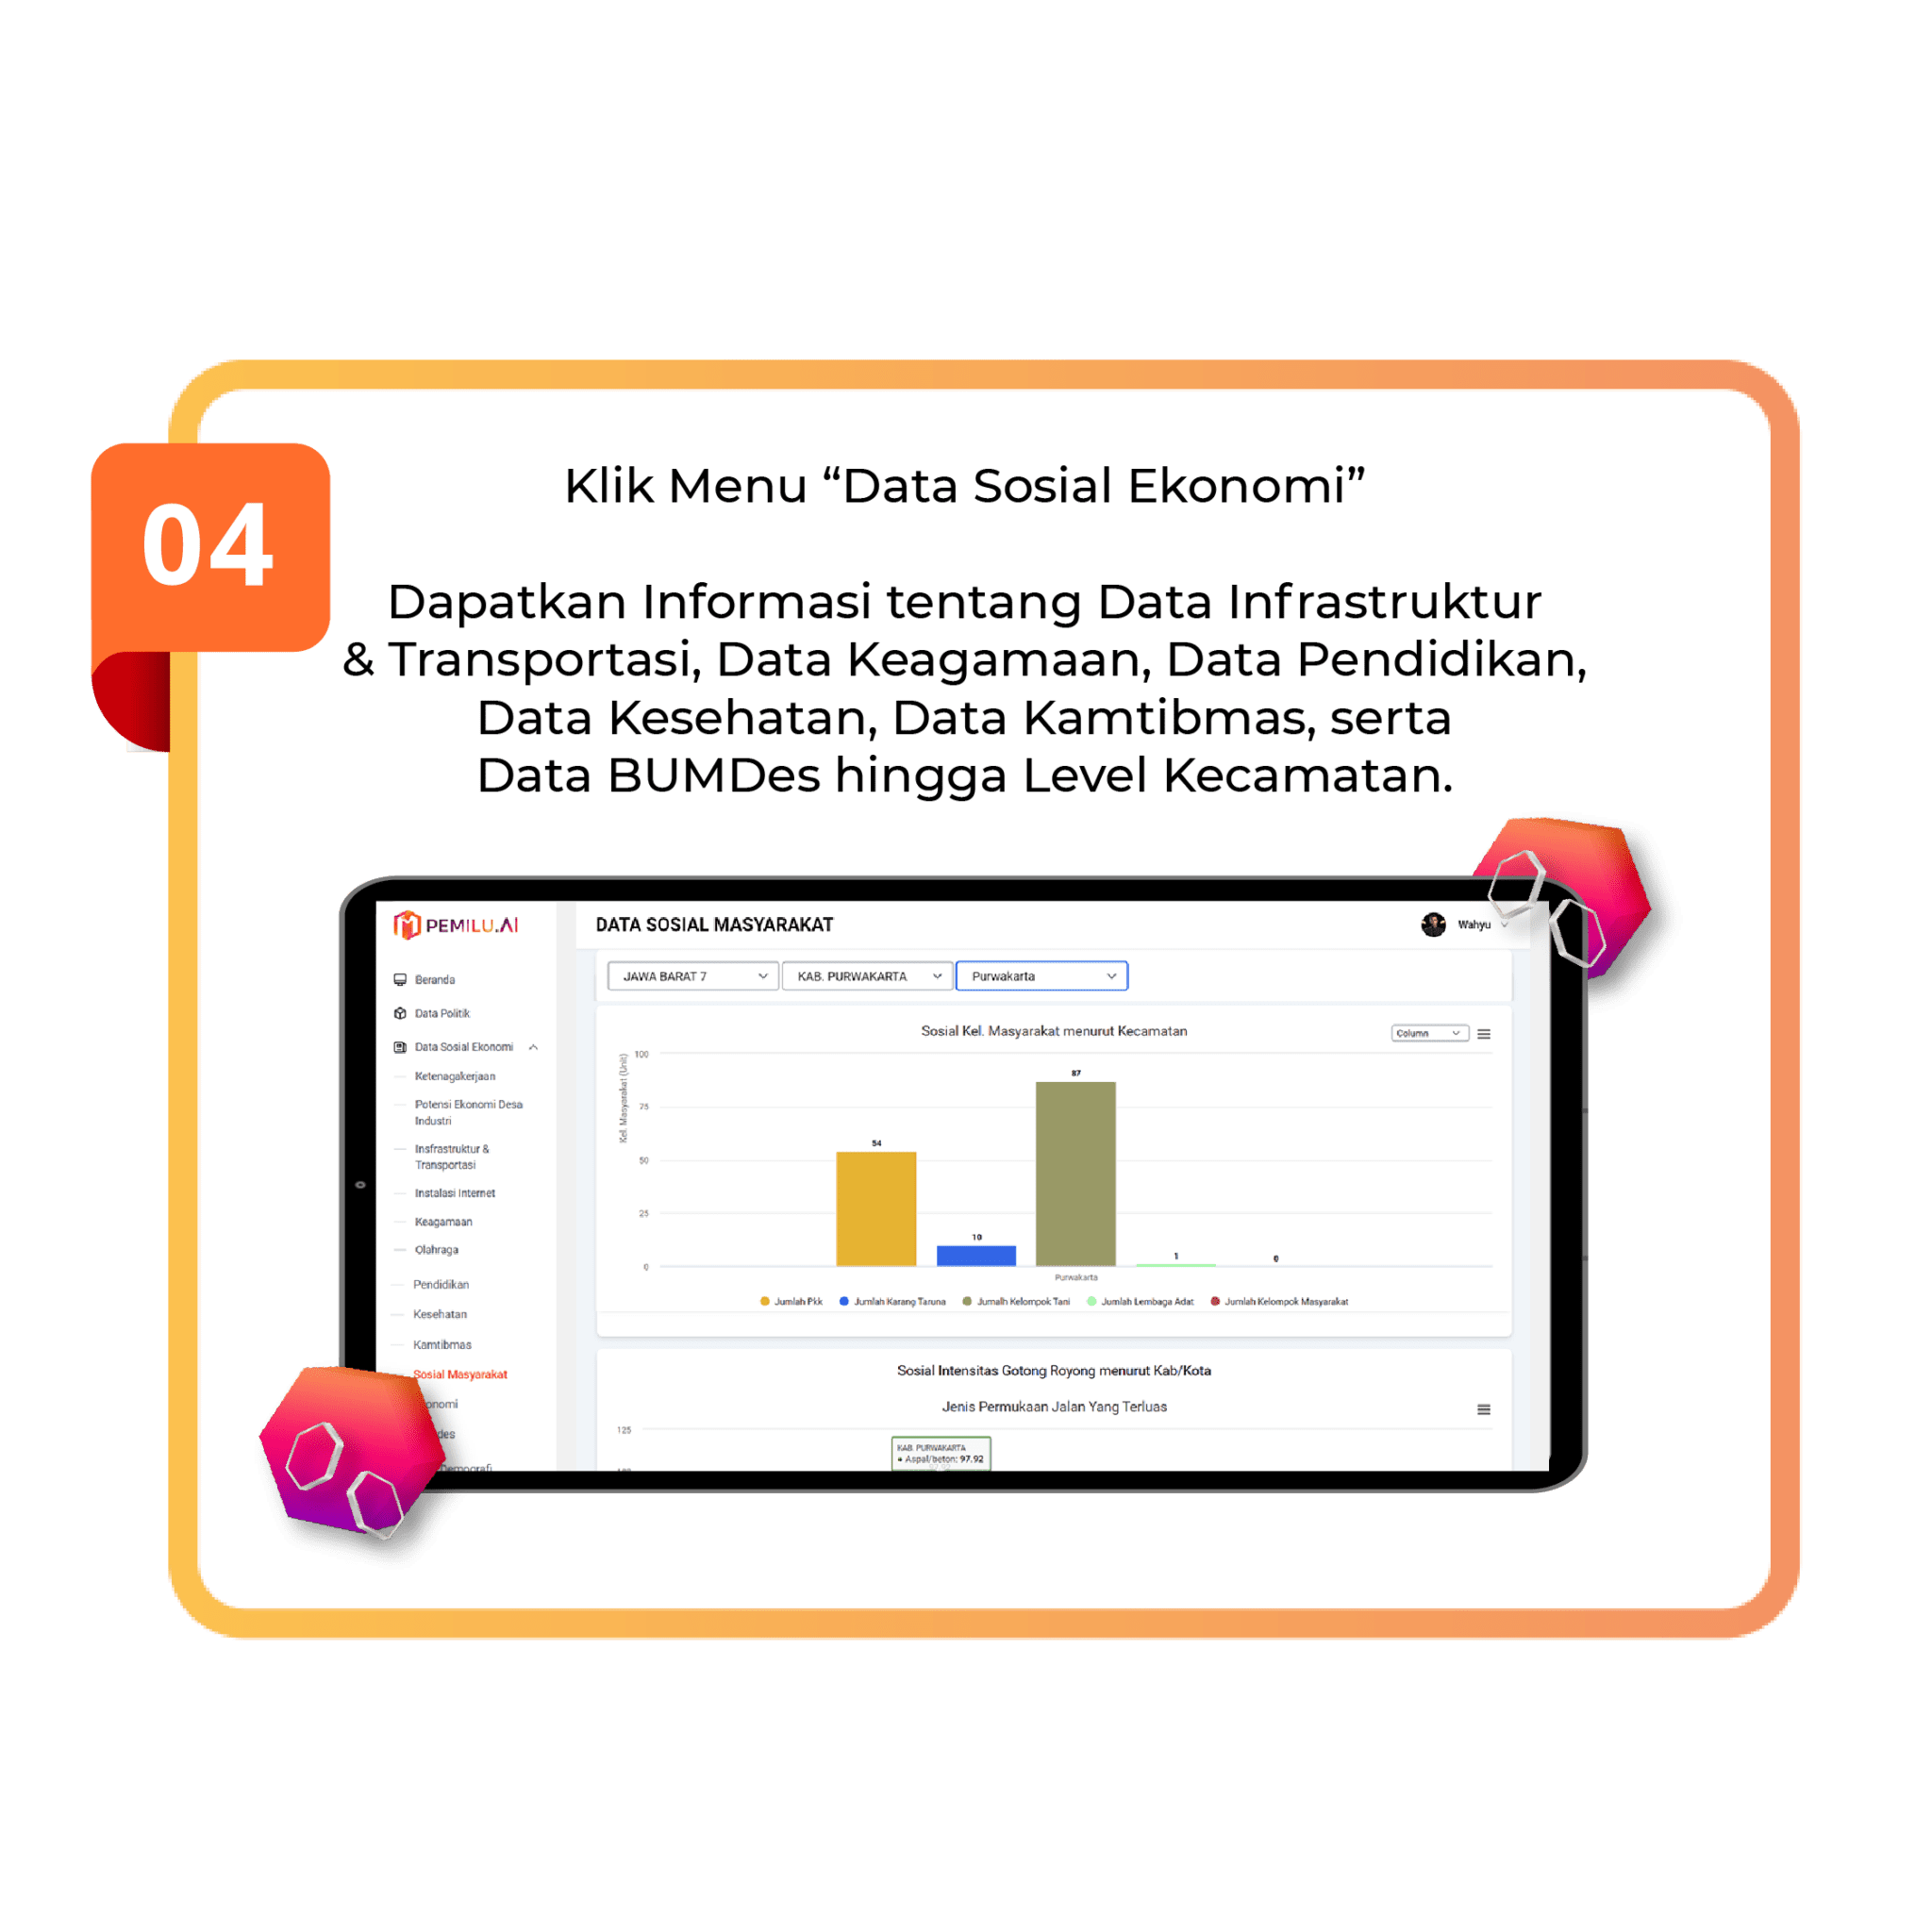 04
Klik Menu “Data Sosial Ekonomi”
Dapatkan Informasi tentang Data Infrastruktur
& Transportasi, Data Keagamaan, Data Pendidikan,
Data Kesehatan, Data Kamtibmas, serta
Data BUMDes hingga Level Kecamatan.
PEMILU.AI
Beranda
Data Politik
Data Sosial Ekonomi
Ketenagakerjaan
Potensi Ekonomi Desa
Industri
Insfrastruktur &
Transportasi
Instalasi Internet
Keagamaan
Olahraga
Pendidikan
Kesehatan
Kamtibmas
Sosial Masyarakat
onomi
des
Demografi
DATA SOSIAL MASYARAKAT
Wahyu
JAWA BARAT 7
KAB. PURWAKARTA
Purwakarta
Sosial Kel. Masyarakat menurut Kecamatan
Column
Kel. Masyarakat (Unit)
100
75
50
25
0
54
10
87
1
0
Purwakarta
Jumlah Pkk
Jumlah Karang Taruna
Jumalh Kelompok Tani
Jumlah Lembaga Adat
Jumlah Kelompok Masyarakat
Sosial Intensitas Gotong Royong menurut Kab/Kota
Jenis Permukaan Jalan Yang Terluas
125
KAB. PURWAKARTA
Aspal/beton: 97.92